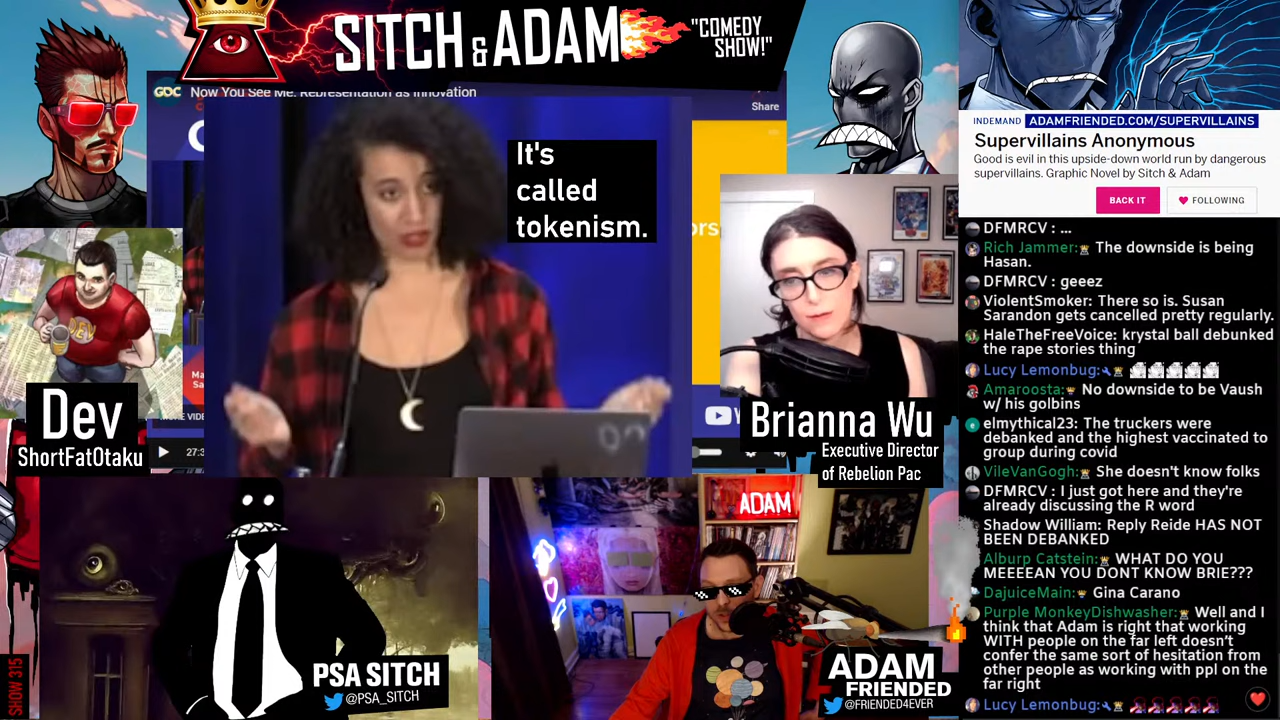 SITCH & ADAM
"COMEDY
SHOW!"
GDC
Now You See Me: Representation as Innovation
Share
It's
called
tokenism.
ors
INDEMAND ADAMFRIENDED.COM/SUPERVILLAINS
Supervillains Anonymous
Good is evil in this upside-down world run by dangerous
supervillains. Graphic Novel by Sitch & Adam
BACK IT
FOLLOWING
DEV
Dev
ShortFatOtaku
Ma
Sa
27:3
Brianna Wu
Executive Director
of Rebelion Pac
DFMRCV : ...
Rich Jammer: The downside is being
Hasan.
DFMRCV : geeez
ViolentSmoker: There so is. Susan
Sarandon gets cancelled pretty regularly.
HaleTheFreeVoice: krystal ball debunked
the rape stories thing
Lucy Lemonbug:
Amaroosta: No downside to be Vaush
w/ his golbins
elmythical23: The truckers were
debanked and the highest vaccinated to
group during covid
VileVanGogh: She doesn't know folks
DFMRCV : I just got here and they're
already discussing the R word
Shadow William: Reply Reide HAS NOT
BEEN DEBANKED
Alburp Catstein: WHAT DO YOU
MEEEEAN YOU DONT KNOW BRIE???
DajuiceMain: Gina Carano
Purple MonkeyDishwasher: Well and I
think that Adam is right that working
WITH people on the far left doesn't
confer the same sort of hesitation from
other people as working with ppl on the
far right
Lucy Lemonbug:
SHOW 315
PSA SITCH
@PSA_SITCH
ADAM
ADAM
FRIENDED
@FRIENDED4EVER